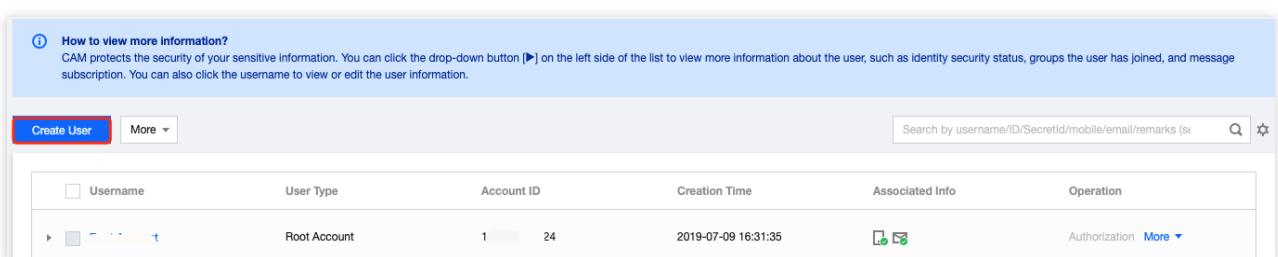 How to view more information?
CAM protects the security of your sensitive information. You can click the drop-down button [▶] on the left side of the list to view more information about the user, such as identity security status, groups the user has joined, and message
subscription. You can also click the username to view or edit the user information.
Create User More Search by username/ID/SecretId/mobile/email/remarks (se
Username User Type Account ID Creation Time Associated Info Operation
Root Account 1 24 2019-07-09 16:31:35 Authorization More